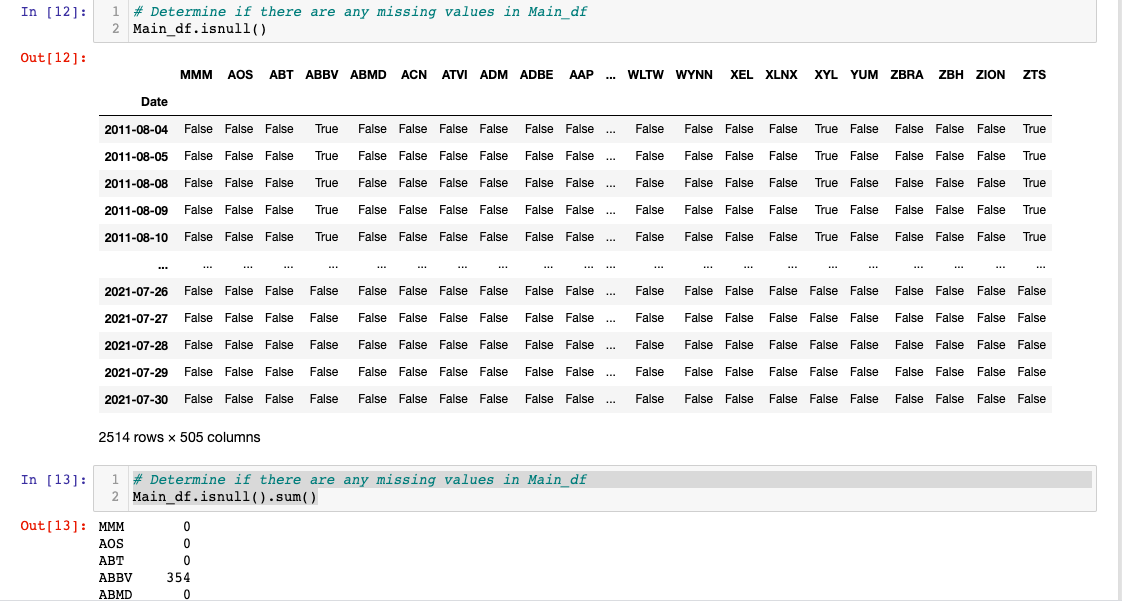 In [12]: 1 # Determine if there are any missing values in Main_df
2 Main_df.isnull()
Out[12]:
MMM AOS ABT ABBV ABMD ACN ATVI ADM ADBE AAP ... WLTW WYNN XEL XLNX XYL YUM ZBRA ZBH ZION ZTS
Date
2011-08-04 False False False True False False False False False False ... False False False False True False False False False True
2011-08-05 False False False True False False False False False False ... False False False False True False False False False True
2011-08-08 False False False True False False False False False False ... False False False False True False False False False True
2011-08-09 False False False True False False False False False False ... False False False False True False False False False True
2011-08-10 False False False True False False False False False False ... False False False False True False False False False True
... ... ... ... ... ... ... ... ... ... ... ... ... ... ... ... ... ... ... ... ... ...
2021-07-26 False False False False False False False False False False ... False False False False False False False False False False
2021-07-27 False False False False False False False False False False ... False False False False False False False False False False
2021-07-28 False False False False False False False False False False ... False False False False False False False False False False
2021-07-29 False False False False False False False False False False ... False False False False False False False False False False
2021-07-30 False False False False False False False False False False ... False False False False False False False False False False
2514 rows × 505 columns
In [13]: 1 # Determine if there are any missing values in Main_df
2 Main_df.isnull().sum()
Out[13]: MMM 0
AOS 0
ABT 0
ABBV 354
ABMD 0